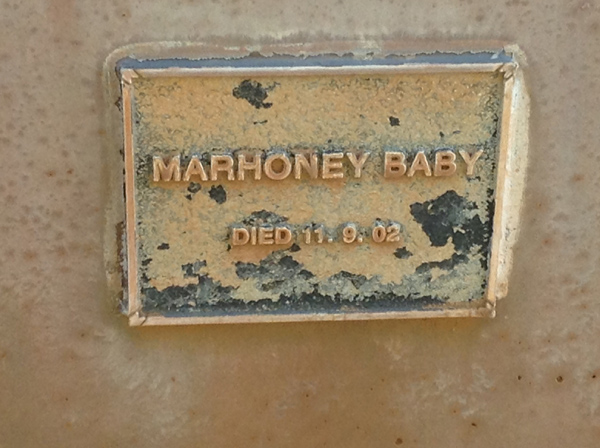 MARHONEY BABY
DIED 11. 9. 02